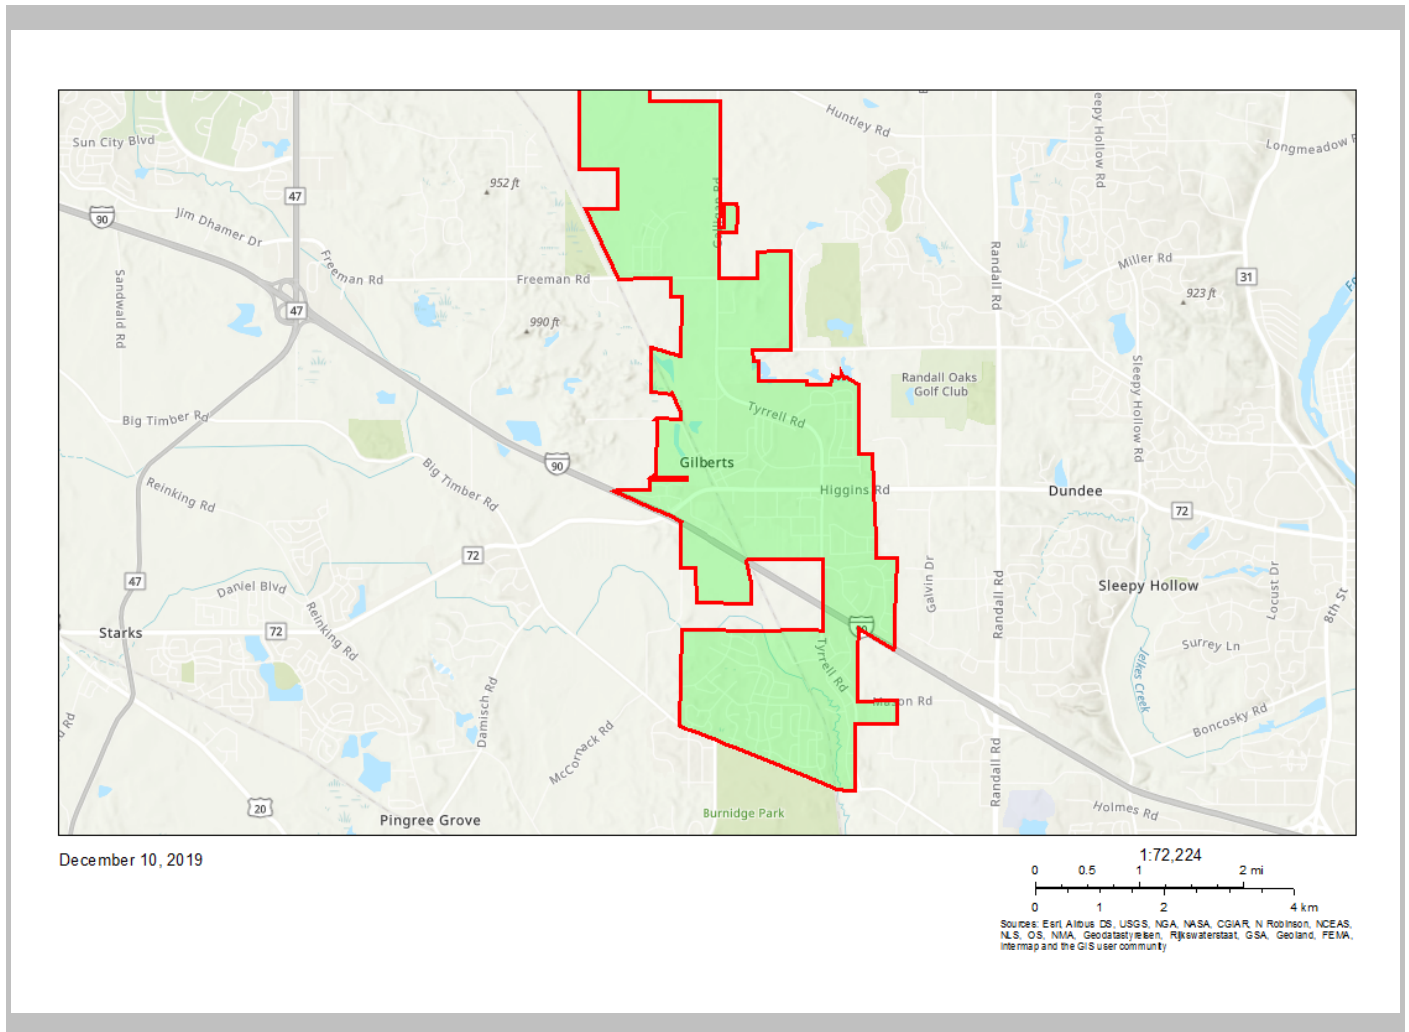 Huntley Rd
eepy Hollow Rd
Sun City Blvd
Longmeadow P
952 ft
47
90
Jim Dhamer Dr
Galligan Rd
Freeman Rd
Freeman Rd
Randall Rd
Miller Rd
31
Sandwald Rd
47
923 ft
990 ft
Randall Oaks
Golf Club
Sleepy Hollow Rd
Big Timber Rd
Tyrrell Rd
90
Gilberts
Big Timber Rd
Reinking Rd
Higgins Rd
Dundee
72
72
47
Daniel Blvd
Galvin Dr
Randall Rd
Sleepy Hollow
Locust Dr
8th St
Reinking Rd
Starks
72
Surrey Ln
Tyrrell Rd
Jelkes Creek
Mason Rd
Damisch Rd
McCornack Rd
Boncosky Rd
Randall Rd
20
Pingree Grove
Burnidge Park
Holmes Rd
December 10, 2019
1:72,224
0 0.5 1 2 mi
0 1 2 4 km
Sources: Esri, Airbus DS, USGS, NGA, NASA, CGIAR, N Robinson, NCEAS,
NLS, OS, NMA, Geodatastyrelsen, Rijkswaterstaat, GSA, Geoland, FEMA,
Intermap and the GIS user community